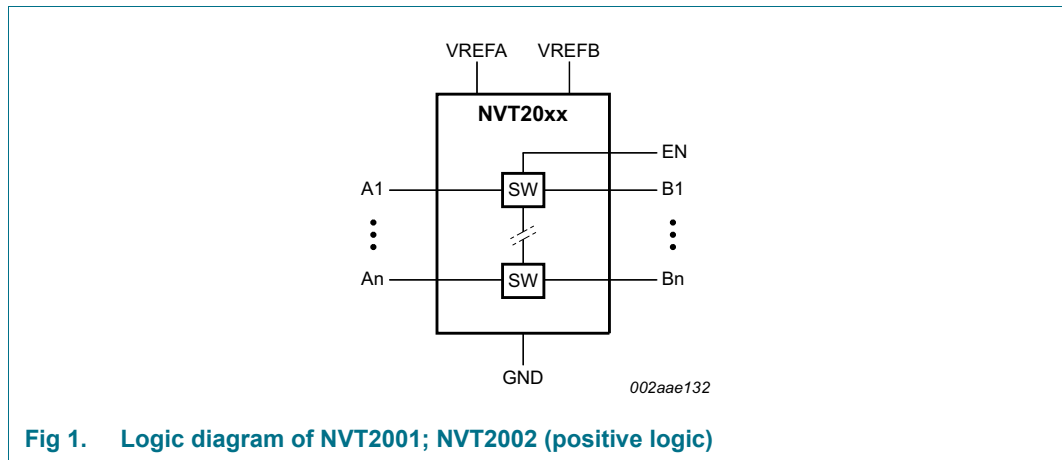 VREFA VREFB
NVT20xx
EN
A1 SW B1
An SW Bn
GND
002aae132
Fig 1. Logic diagram of NVT2001; NVT2002 (positive logic)